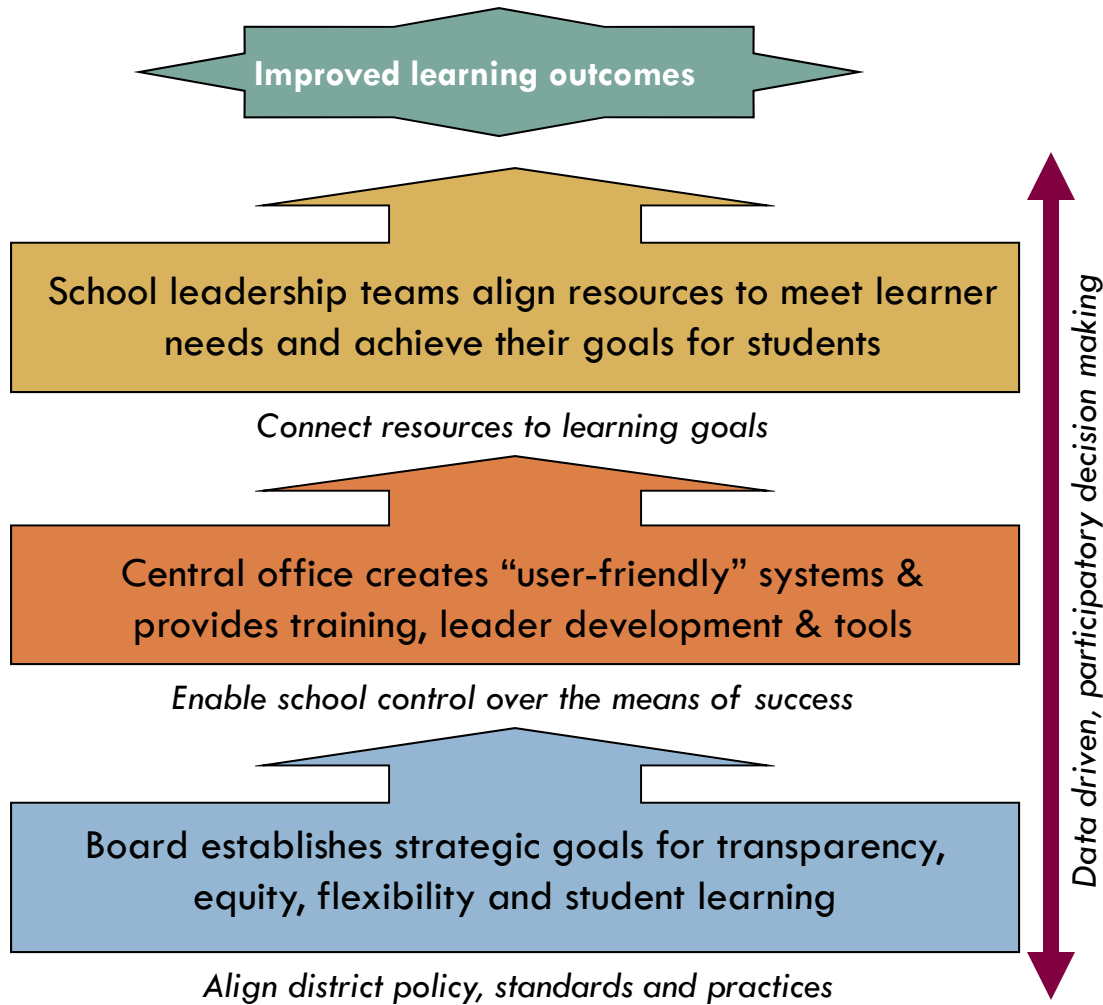 Improved learning outcomes
School leadership teams align resources to meet learner
needs and achieve their goals for students
Connect resources to learning goals
Central office creates “user-friendly” systems &
provides training, leader development & tools
Enable school control over the means of success
Board establishes strategic goals for transparency,
equity, flexibility and student learning
Align district policy, standards and practices
Data driven, participatory decision making